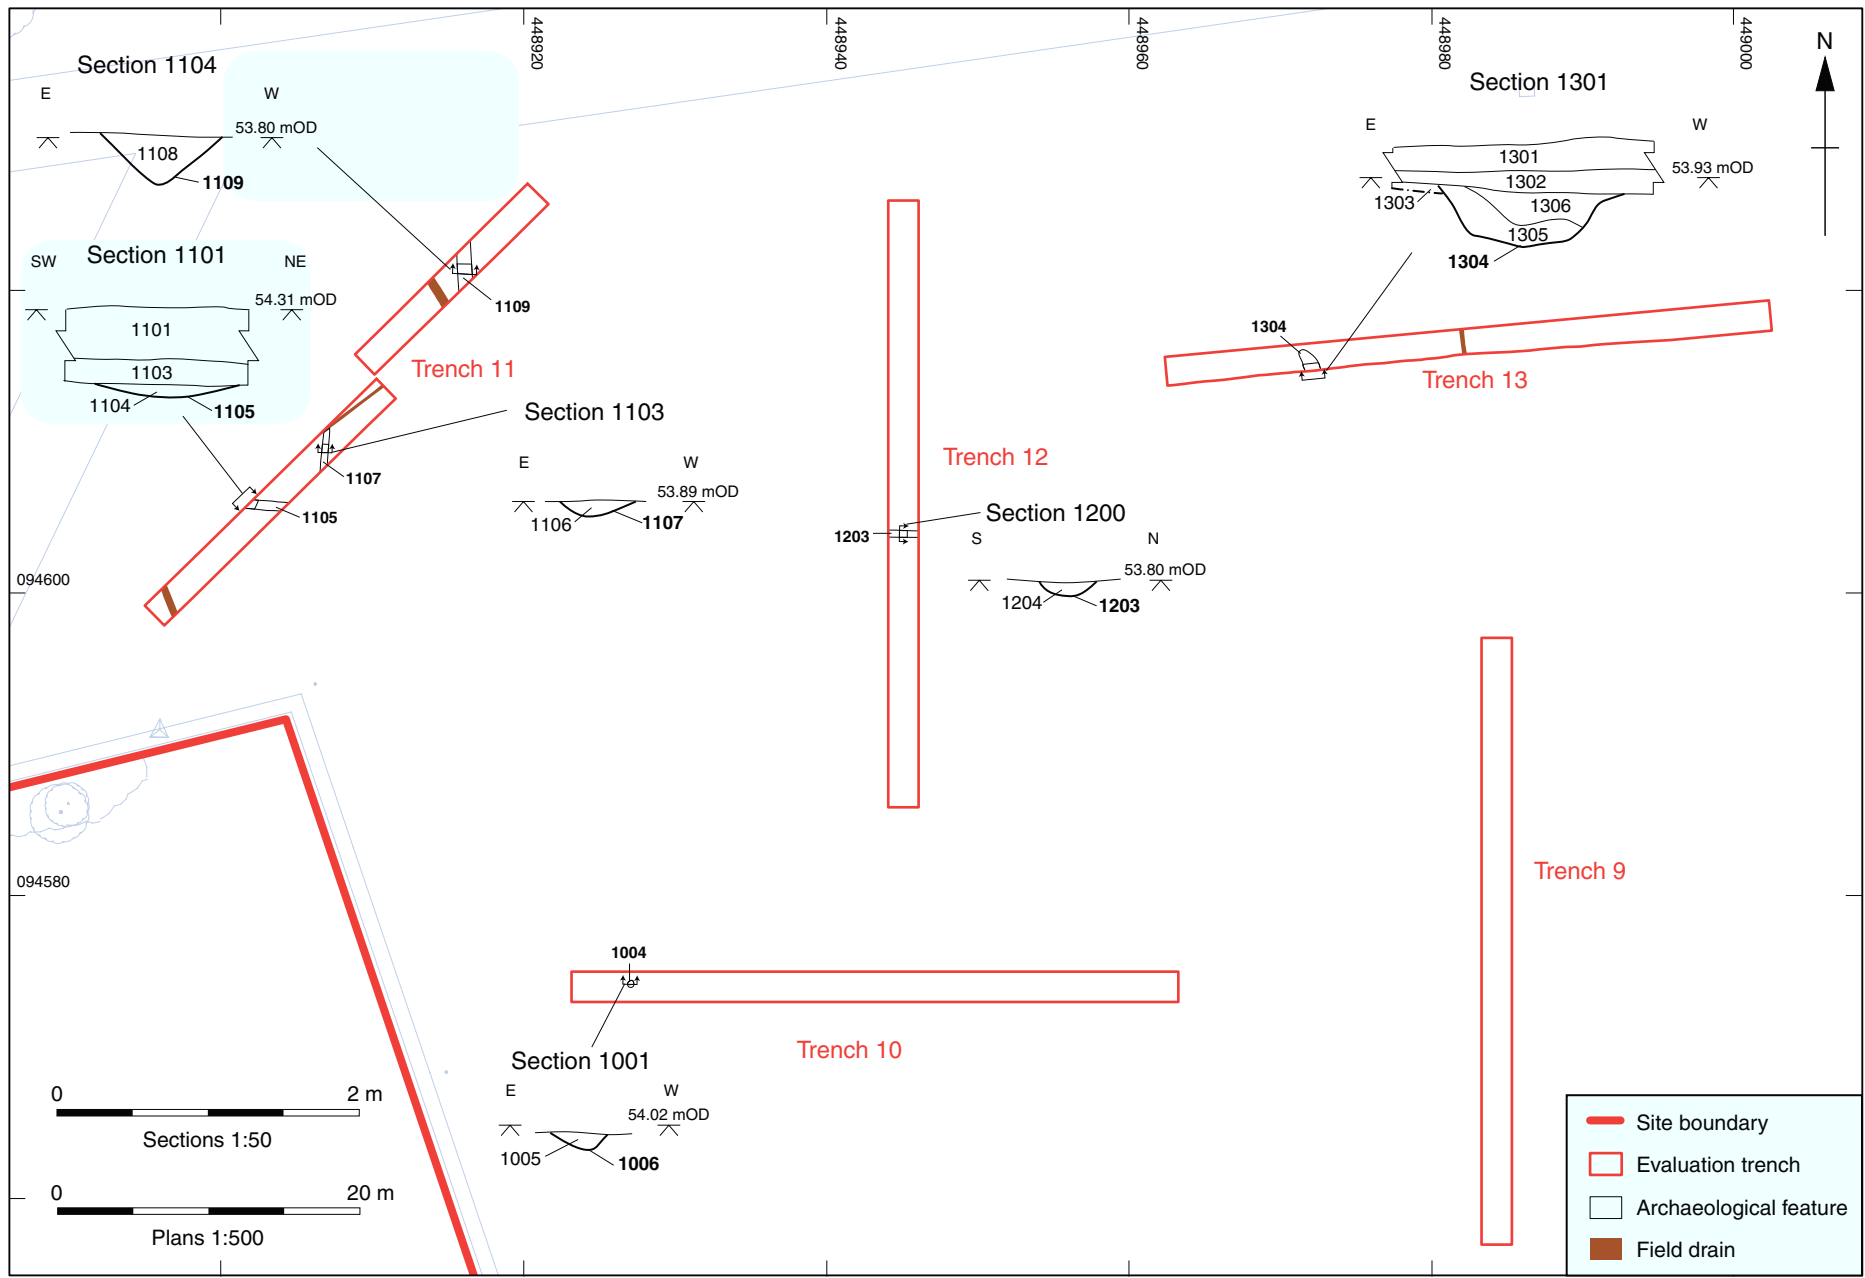 448920
448940
448960
448980
449000
N
Section 1104
E
W
53.80 mOD
1108
1109
Section 1101
SW
NE
54.31 mOD
1101
1103
1104
1105
1109
Trench 11
Section 1103
1107
1105
E
W
53.89 mOD
1106
1107
Section 1301
E
W
53.93 mOD
1301
1302
1303
1306
1305
1304
1304
Trench 13
Trench 12
Section 1200
1203
S
N
53.80 mOD
1204
1203
094600
094580
Trench 9
1004
Trench 10
Section 1001
E
W
54.02 mOD
1005
1006
0 2 m
Sections 1:50
0 20 m
Plans 1:500
Site boundary
Evaluation trench
Archaeological feature
Field drain